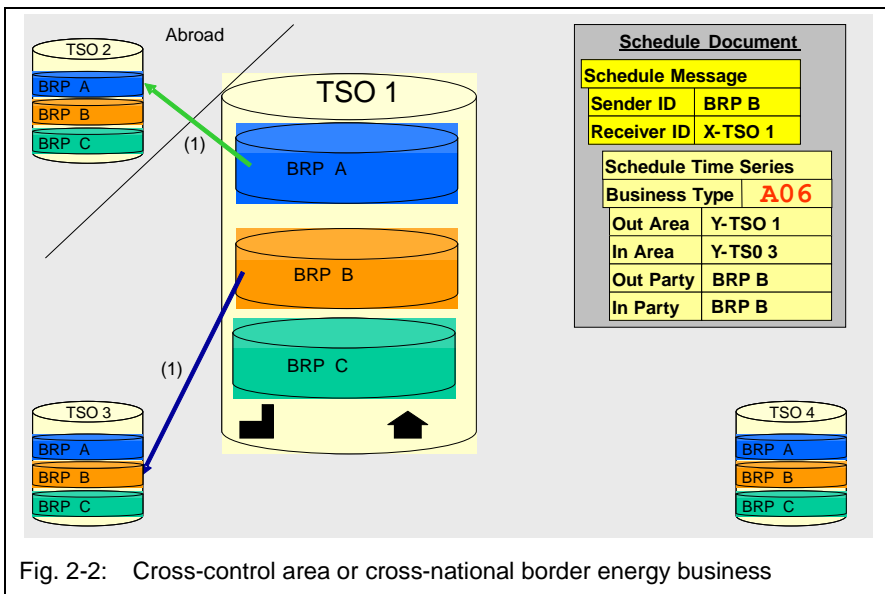 Abroad
TSO 2
BRP A
BRP B
BRP C
(1)
TSO 1
BRP A
BRP B
BRP C
(1)
TSO 3
BRP A
BRP B
BRP C
TSO 4
BRP A
BRP B
BRP C
Schedule Document
Schedule Message
Sender ID BRP B
Receiver ID X-TSO 1
Schedule Time Series
Business Type A06
Out Area Y-TSO 1
In Area Y-TS0 3
Out Party BRP B
In Party BRP B
Fig. 2-2: Cross-control area or cross-national border energy business